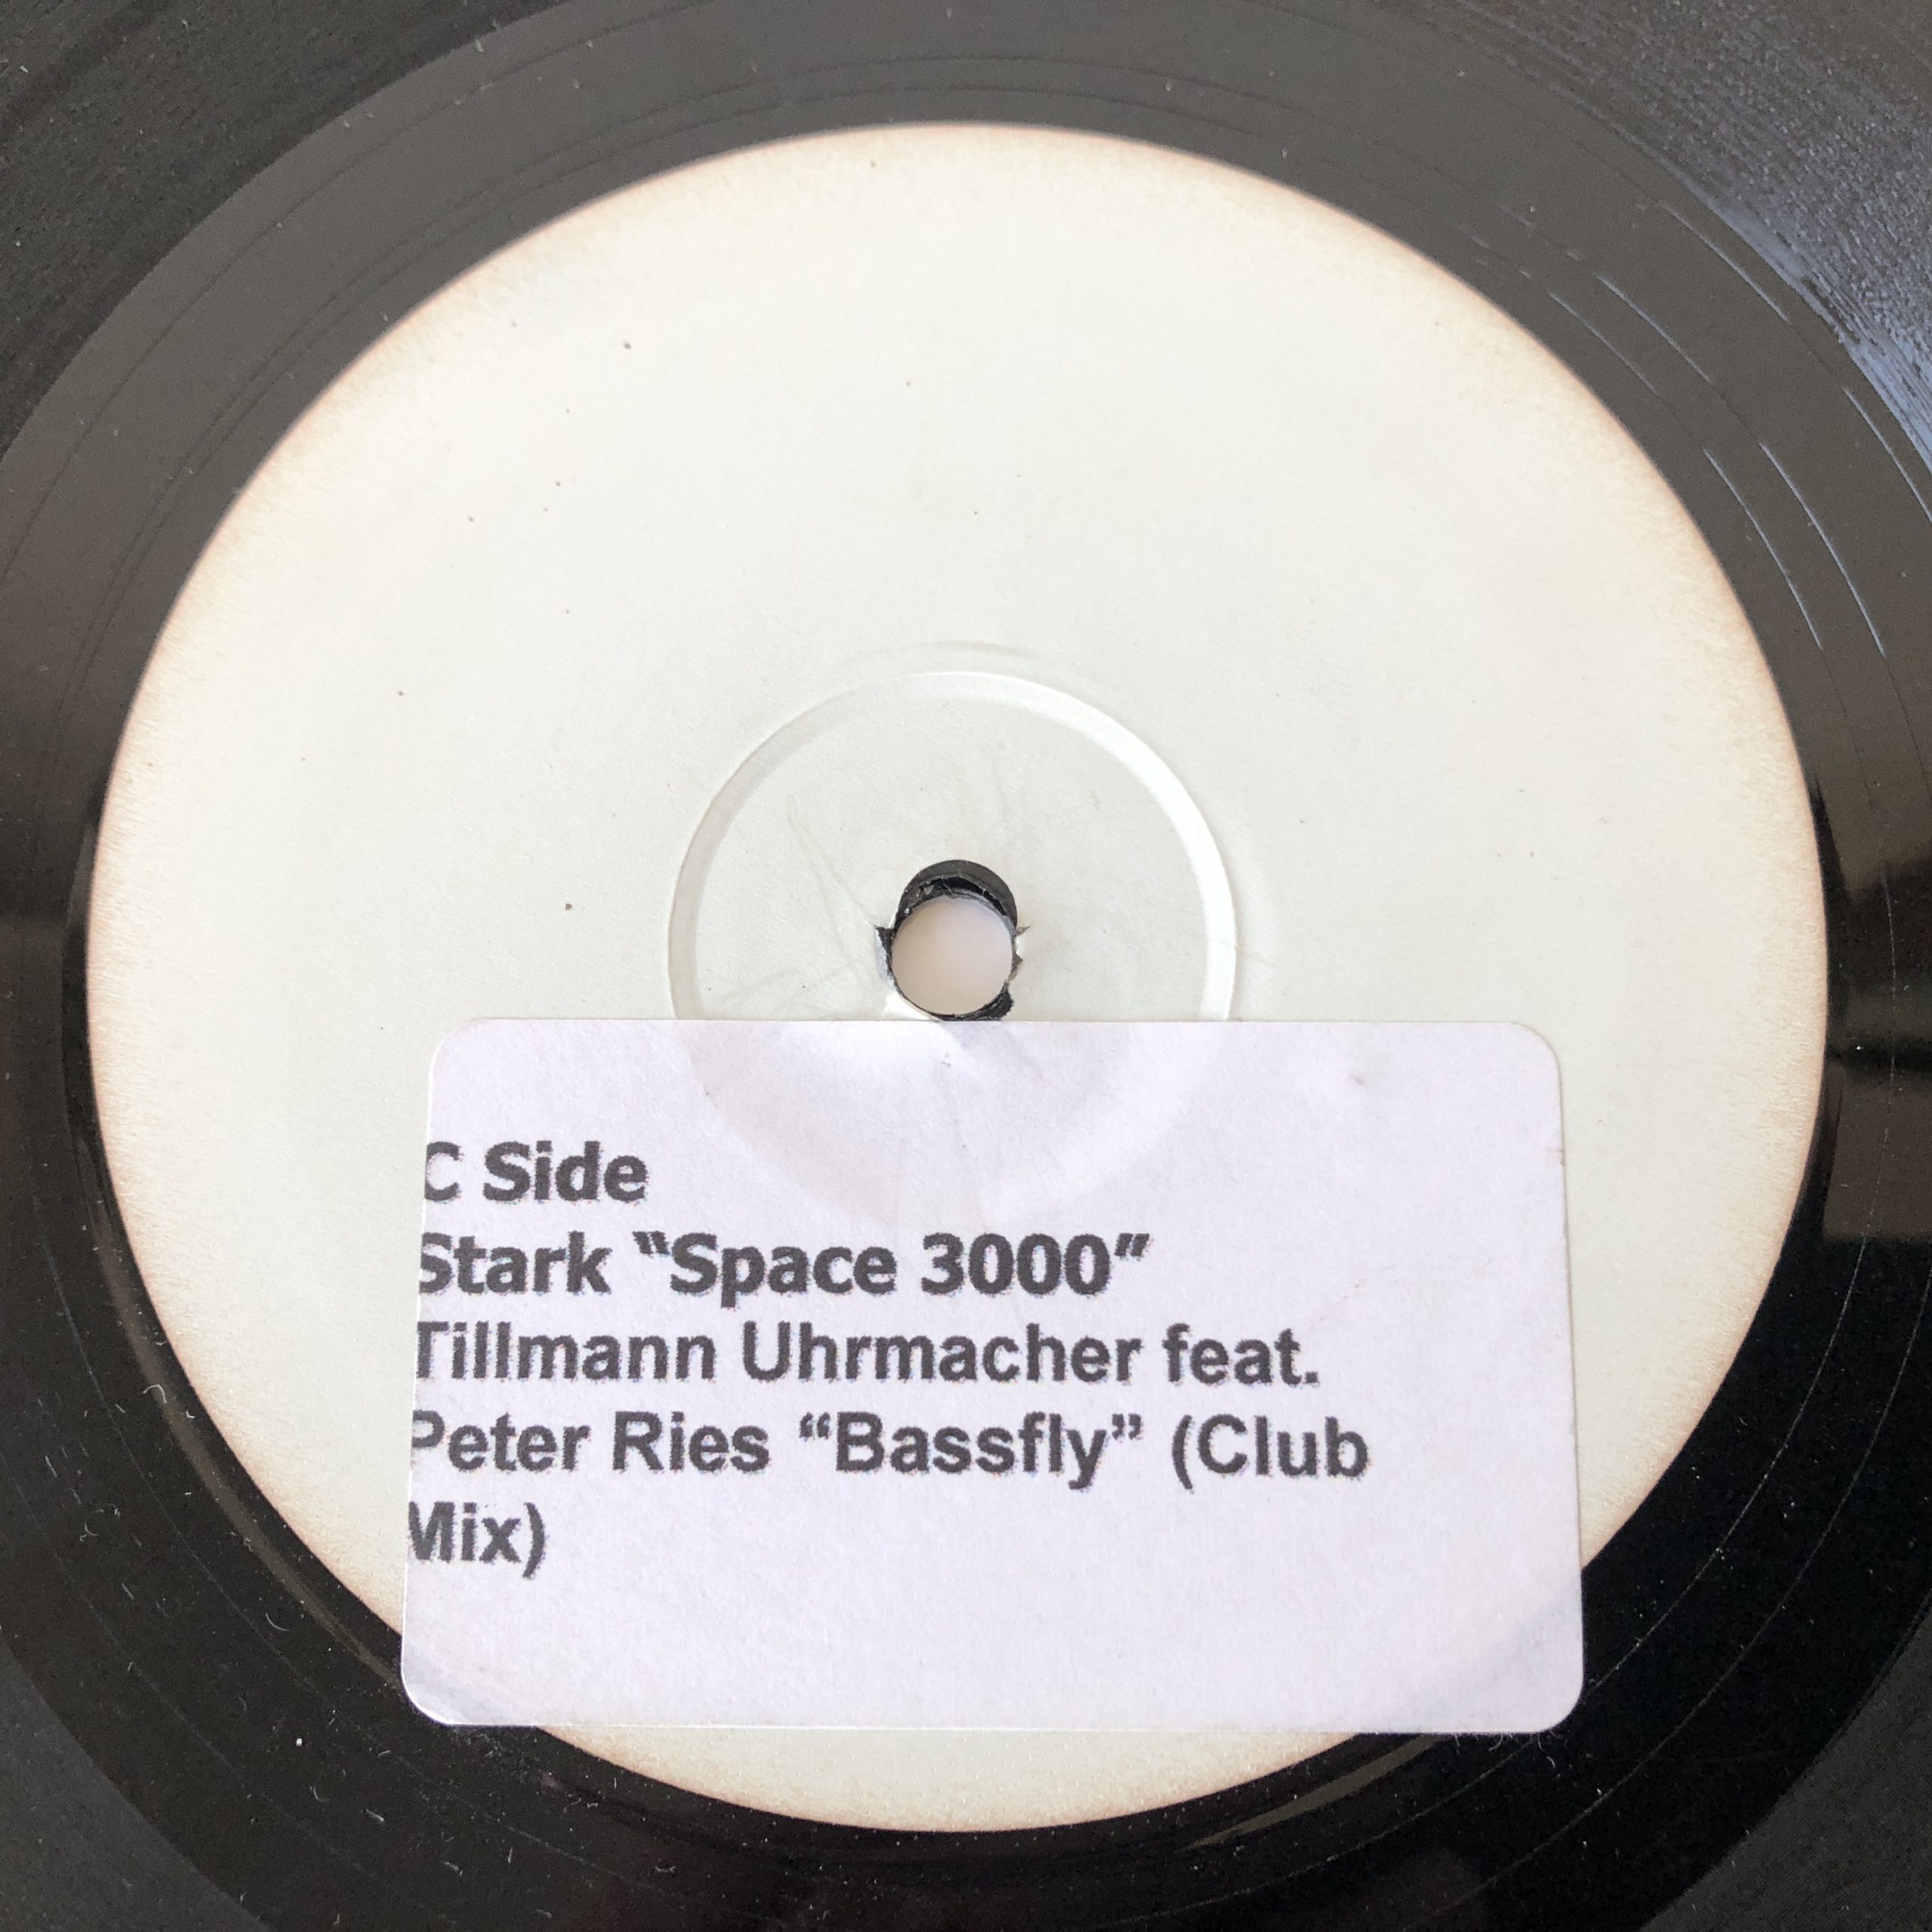 C Side
Stark “Space 3000”
Tillmann Uhrmacher feat.
Peter Ries “Bassfly” (Club
Mix)